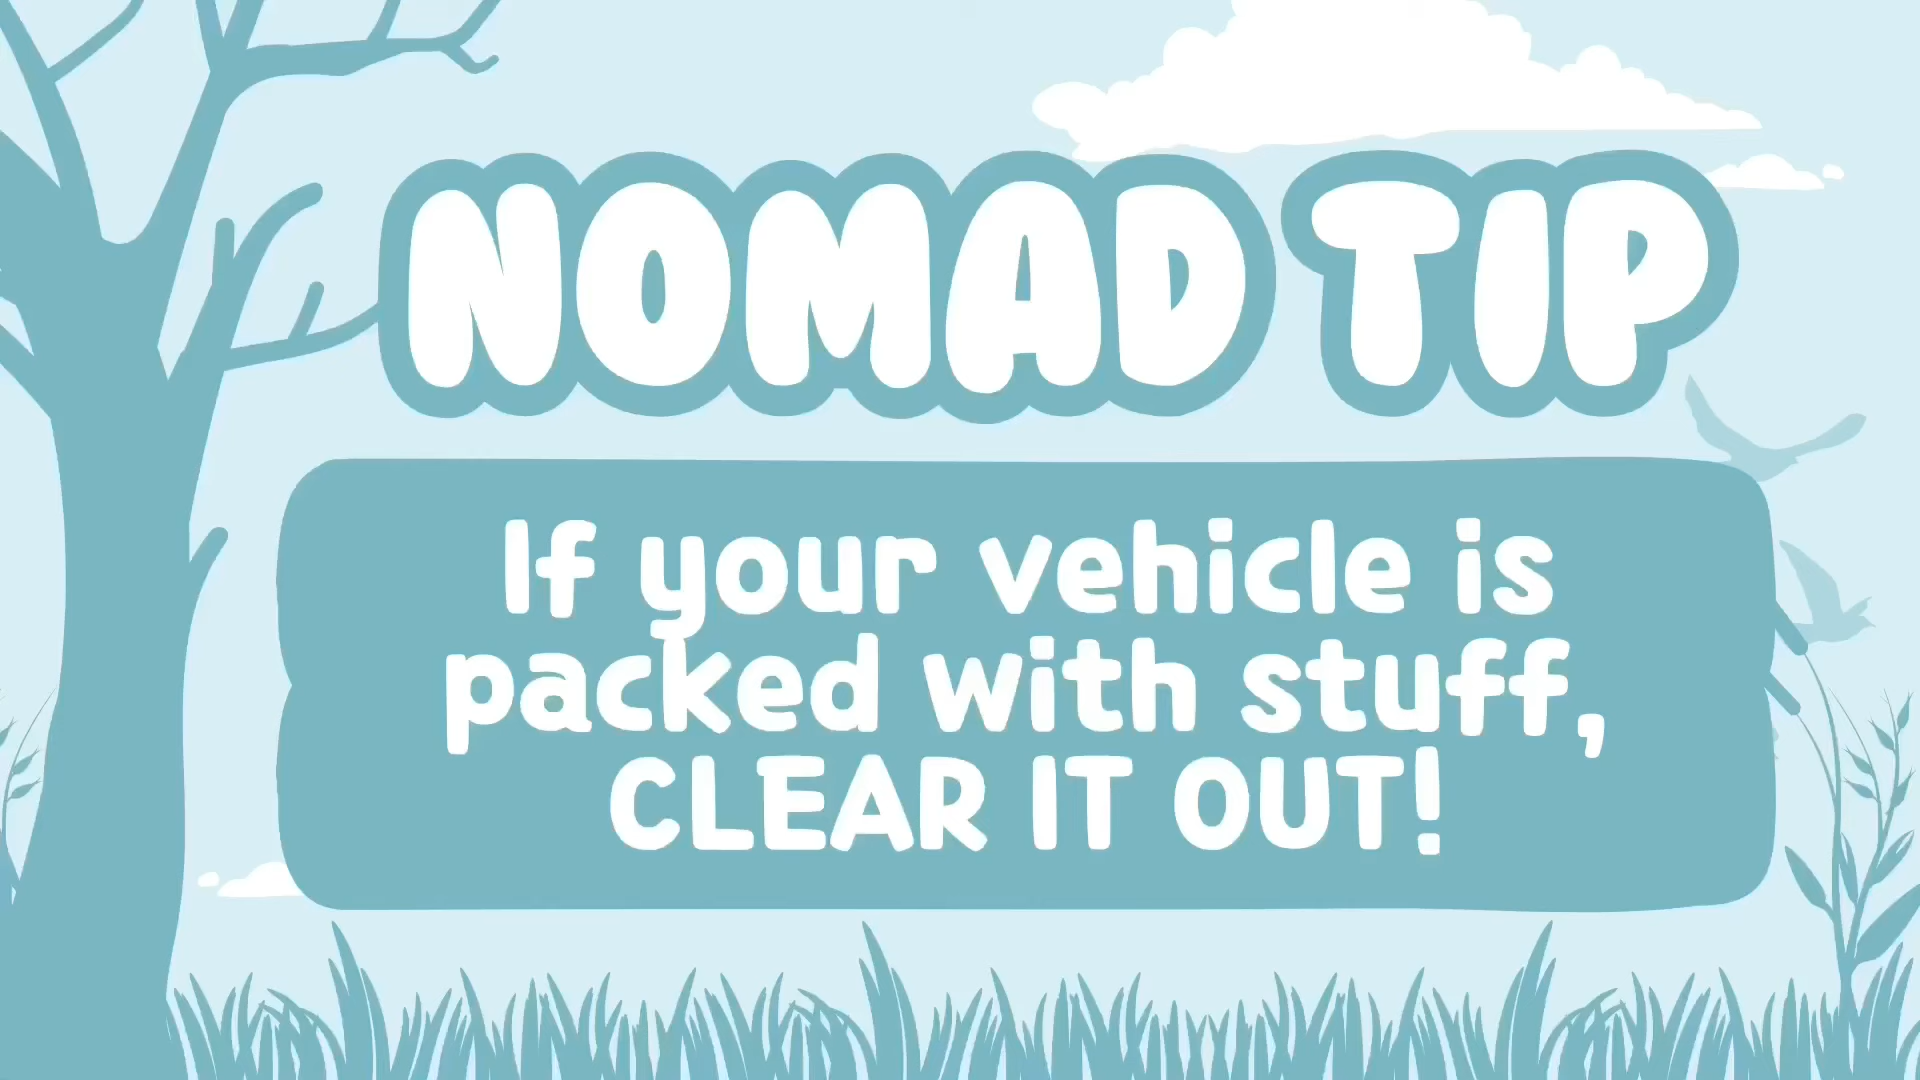 NOMAD TIP
If your vehicle is
packed with stuff,
CLEAR IT OUT!